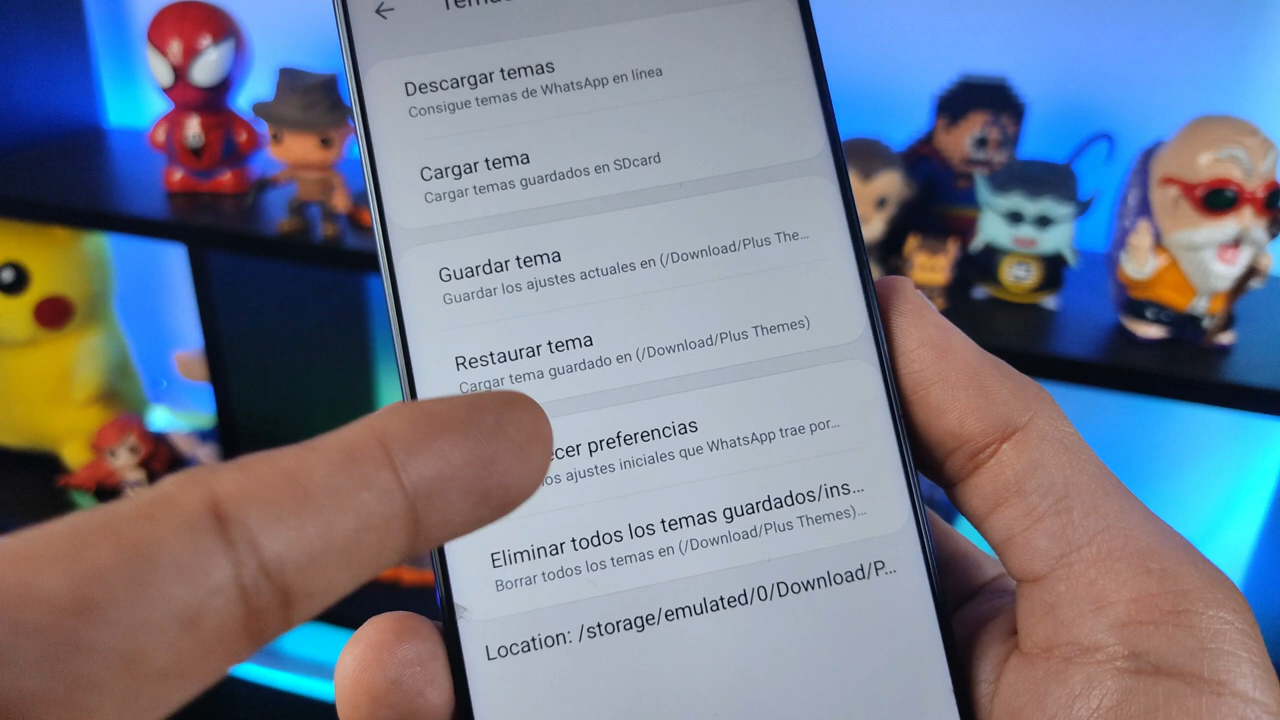 Descargar temas
Consigue temas de WhatsApp en línea
Cargar tema
Cargar temas guardados en SDcard
Guardar tema
Guardar los ajustes actuales en (/Download/Plus The...
Restaurar tema
Cargar tema guardado en (/Download/Plus Themes)
ecer preferencias
los ajustes iniciales que WhatsApp trae por...
Eliminar todos los temas guardados/ins...
Borrar todos los temas en (/Download/Plus Themes)...
Location: /storage/emulated/0/Download/P...